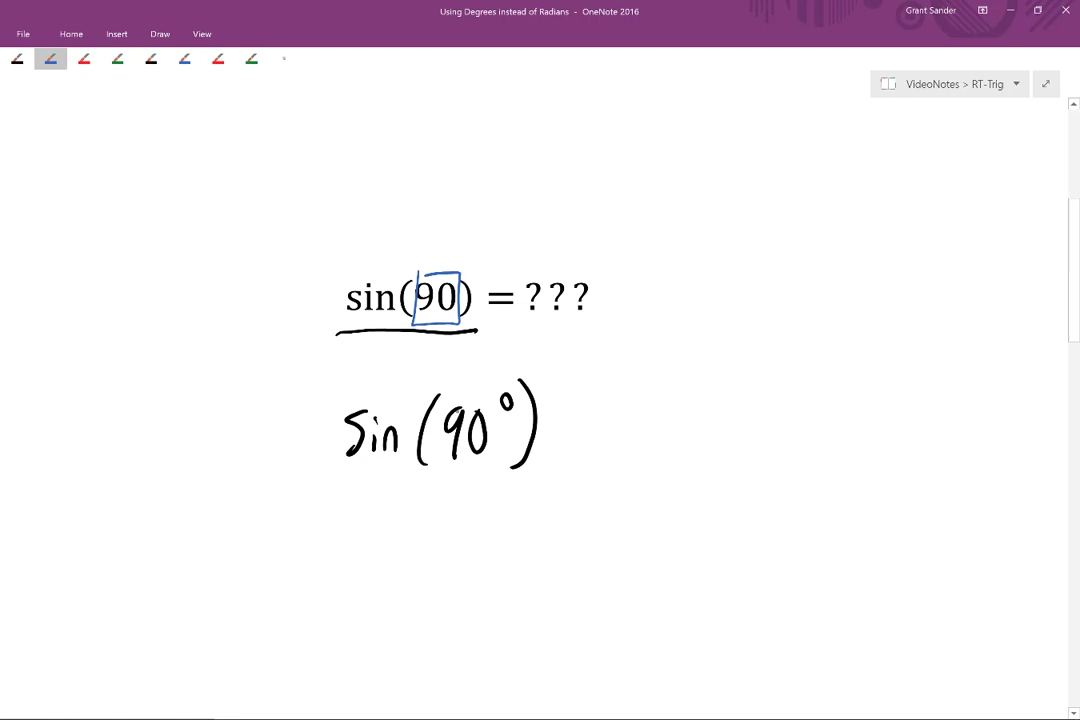 Using Degrees instead of Radians - OneNote 2016
Grant Sander
File Home Insert Draw View
VideoNotes > RT-Trig
sin(90) = ???
sin(90°)